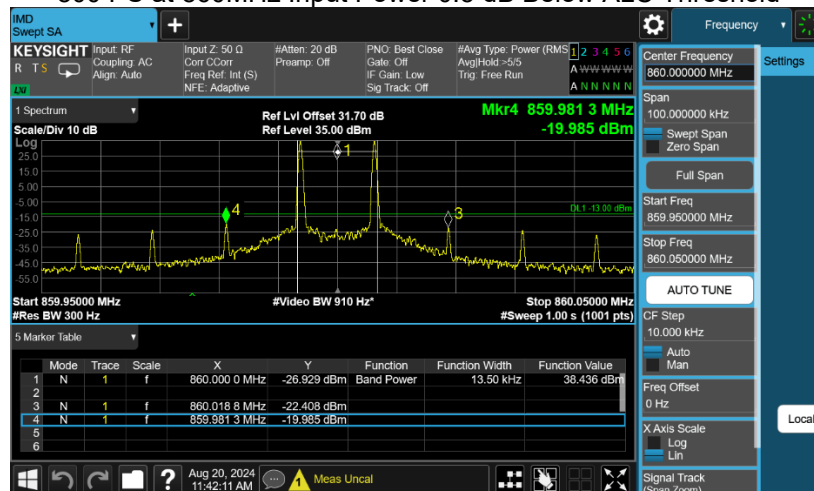 IMD
Swept SA
+
Frequency
KEYSIGHT
R T S
LXI
Input: RF
Coupling: AC
Align: Auto
Input Z: 50 Ω
Corr CCorr
Freq Ref: Int (S)
NFE: Adaptive
#Atten: 20 dB
Preamp: Off
PNO: Best Close
Gate: Off
IF Gain: Low
Sig Track: Off
#Avg Type: Power (RMS
Avg|Hold:>5/5
Trig: Free Run
1 2 3 4 5 6
A W W W W W
A N N N N N
1 Spectrum
Scale/Div 10 dB
Log
Ref Lvl Offset 31.70 dB
Ref Level 35.00 dBm
Mkr4 859.981 3 MHz
-19.985 dBm
25.0
15.0
5.00
-5.00
-15.0
-25.0
-35.0
-45.0
-55.0
1
4
3
DL1 -13.00 dBm
Start 859.95000 MHz
#Res BW 300 Hz
#Video BW 910 Hz*
Stop 860.05000 MHz
#Sweep 1.00 s (1001 pts)
5 Marker Table
Mode Trace Scale X Y Function Function Width Function Value
1 N 1 f 860.000 0 MHz -26.929 dBm Band Power 13.50 kHz 38.436 dBm
2
3 N 1 f 860.018 8 MHz -22.408 dBm
4 N 1 f 859.981 3 MHz -19.985 dBm
5
6
?
Aug 20, 2024
11:42:11 AM
Meas Uncal
Center Frequency
860.000000 MHz
Span
100.000000 kHz
Swept Span
Zero Span
Full Span
Start Freq
859.950000 MHz
Stop Freq
860.050000 MHz
AUTO TUNE
CF Step
10.000 kHz
Auto
Man
Freq Offset
0 Hz
X Axis Scale
Log
Lin
Signal Track
(Span Zoom)
Settings
Local